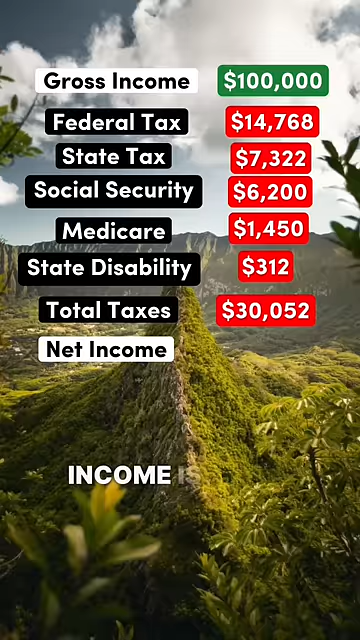 Gross Income $100,000
Federal Tax $14,768
State Tax $7,322
Social Security $6,200
Medicare $1,450
State Disability $312
Total Taxes $30,052
Net Income
INCOME IS